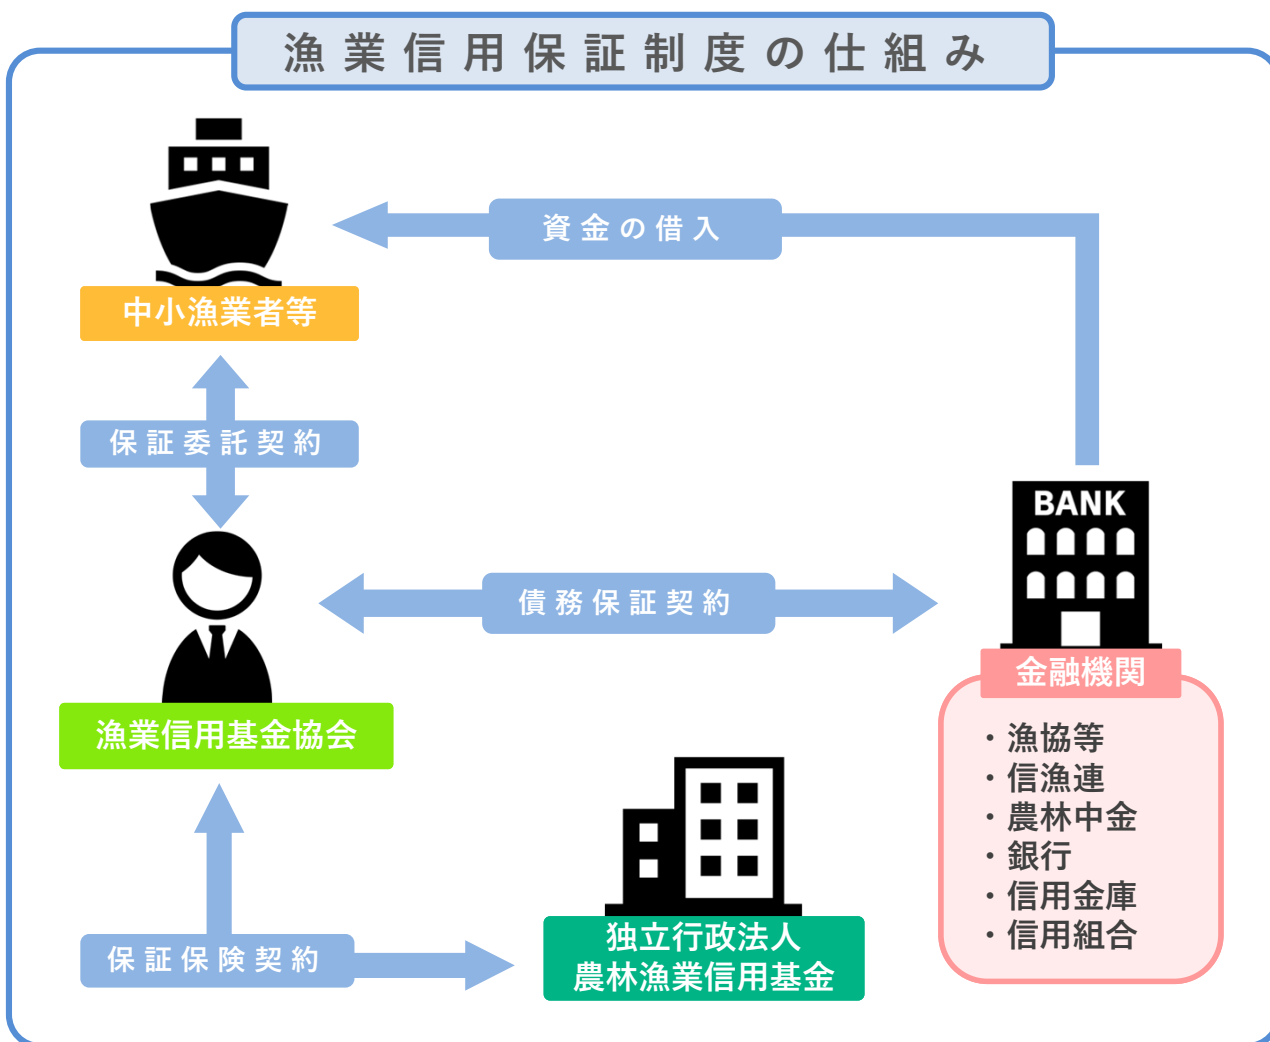 漁業信用保証制度の仕組み
資金の借入
中小漁業者等
保証委託契約
BANK
債務保証契約
金融機関
漁業信用基金協会
・漁協等
・信漁連
・農林中金
・銀行
・信用金庫
・信用組合
独立行政法人
農林漁業信用基金
保証保険契約